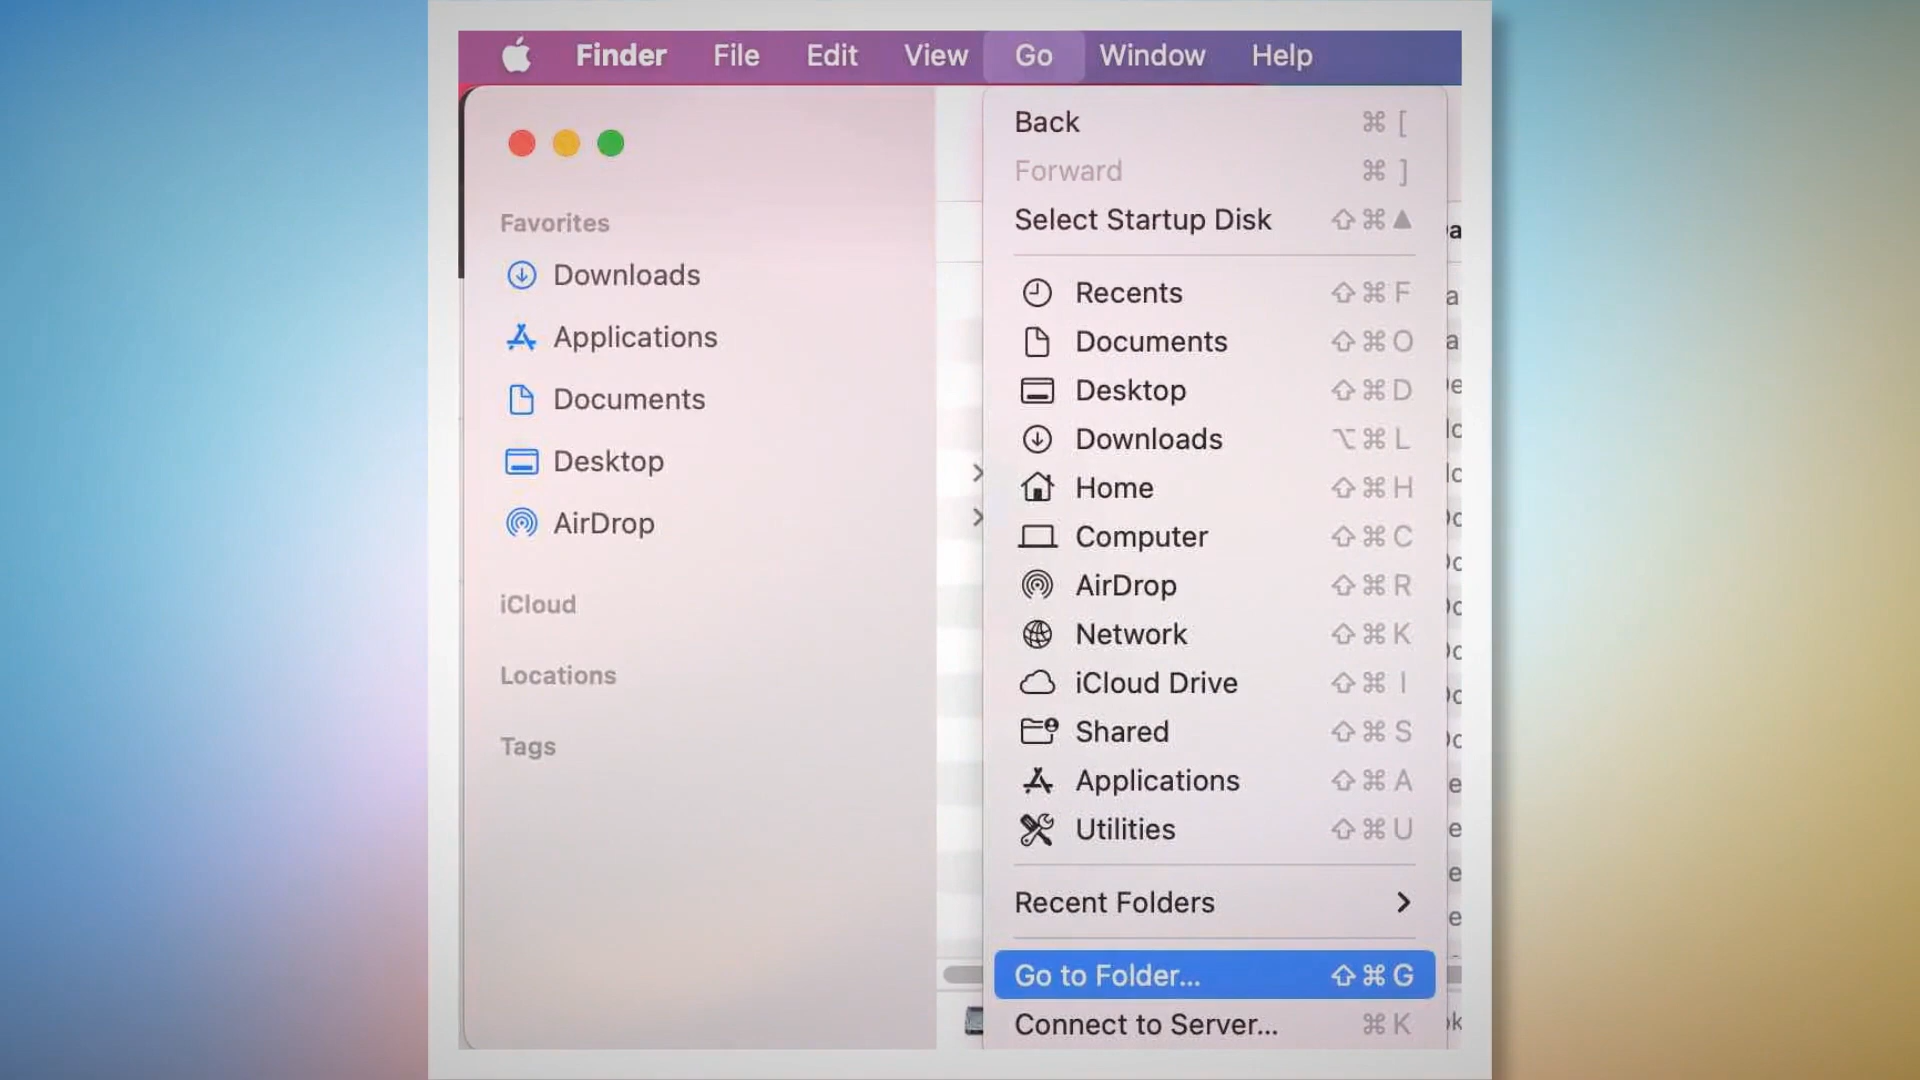 Finder File Edit View Go Window Help
Favorites
Downloads
Applications
Documents
Desktop
AirDrop
iCloud
Locations
Tags
Back ⌘ [
Forward ⌘ ]
Select Startup Disk ⇧ ⌘ ▲
Recents ⇧ ⌘ F
Documents ⇧ ⌘ O
Desktop ⇧ ⌘ D
Downloads ⌥ ⌘ L
Home ⇧ ⌘ H
Computer ⇧ ⌘ C
AirDrop ⇧ ⌘ R
Network ⇧ ⌘ K
iCloud Drive ⇧ ⌘ I
Shared ⇧ ⌘ S
Applications ⇧ ⌘ A
Utilities ⇧ ⌘ U
Recent Folders
Go to Folder... ⇧ ⌘ G
Connect to Server... ⌘ K